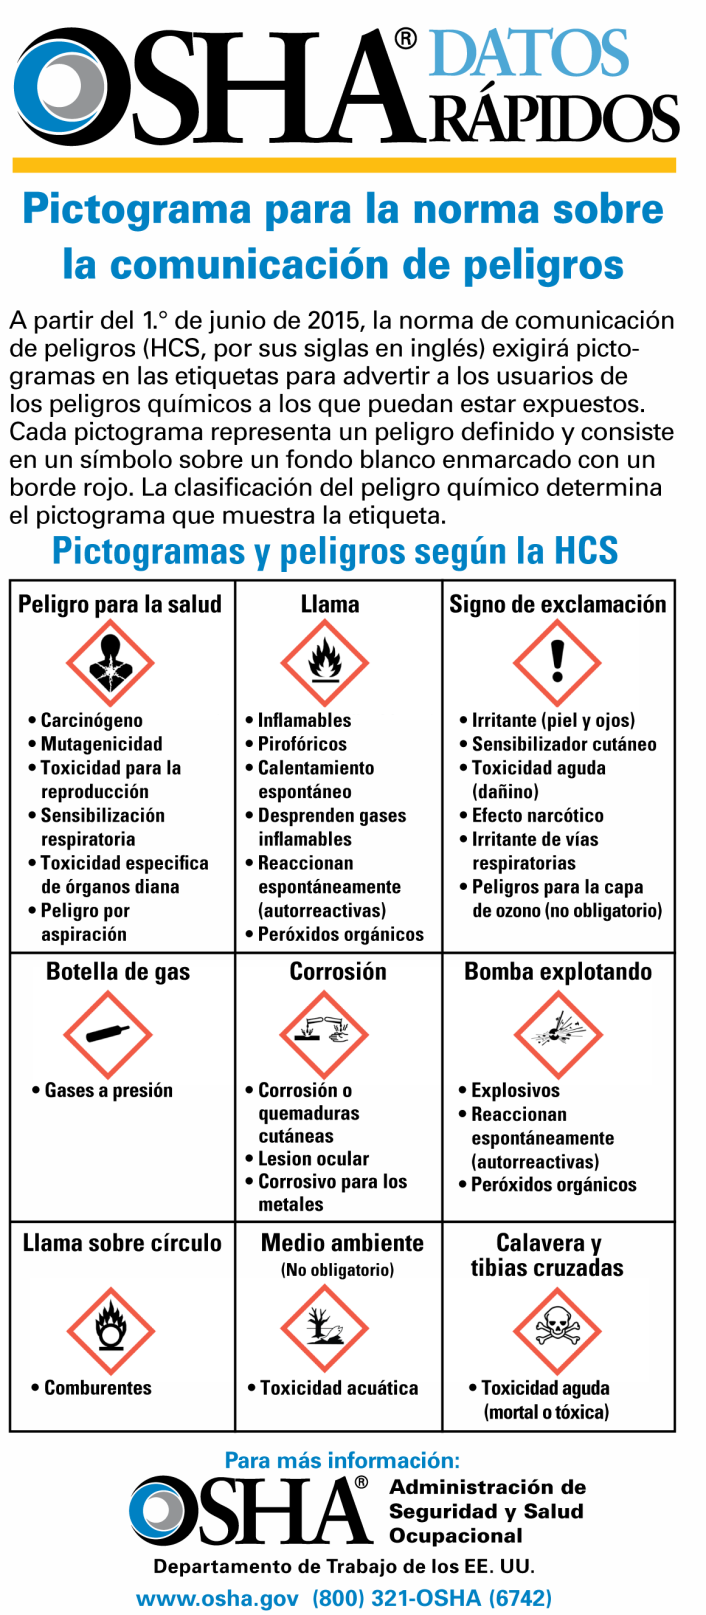 OSHA® DATOS
RÁPIDOS
Pictograma para la norma sobre
la comunicación de peligros
A partir del 1.° de junio de 2015, la norma de comunicación
de peligros (HCS, por sus siglas en inglés) exigirá picto-
gramas en las etiquetas para advertir a los usuarios de
los peligros químicos a los que puedan estar expuestos.
Cada pictograma representa un peligro definido y consiste
en un símbolo sobre un fondo blanco enmarcado con un
borde rojo. La clasificación del peligro químico determina
el pictograma que muestra la etiqueta.
Pictogramas y peligros según la HCS
Peligro para la salud
• Carcinógeno
• Mutagenicidad
• Toxicidad para la
reproducción
• Sensibilización
respiratoria
• Toxicidad especifica
de órganos diana
• Peligro por
aspiración
Llama
• Inflamables
• Pirofóricos
• Calentamiento
espontáneo
• Desprenden gases
inflamables
• Reaccionan
espontáneamente
(autorreactivas)
• Peróxidos orgánicos
Signo de exclamación
• Irritante (piel y ojos)
• Sensibilizador cutáneo
• Toxicidad aguda
(dañino)
• Efecto narcótico
• Irritante de vías
respiratorias
• Peligros para la capa
de ozono (no obligatorio)
Botella de gas
• Gases a presión
Corrosión
• Corrosión o
quemaduras
cutáneas
• Lesion ocular
• Corrosivo para los
metales
Bomba explotando
• Explosivos
• Reaccionan
espontáneamente
(autorreactivas)
• Peróxidos orgánicos
Llama sobre círculo
• Comburentes
Medio ambiente
(No obligatorio)
• Toxicidad acuática
Calavera y
tibias cruzadas
• Toxicidad aguda
(mortal o tóxica)
Para más información:
OSHA® Administración de
Seguridad y Salud
Ocupacional
Departamento de Trabajo de los EE. UU.
www.osha.gov (800) 321-OSHA (6742)